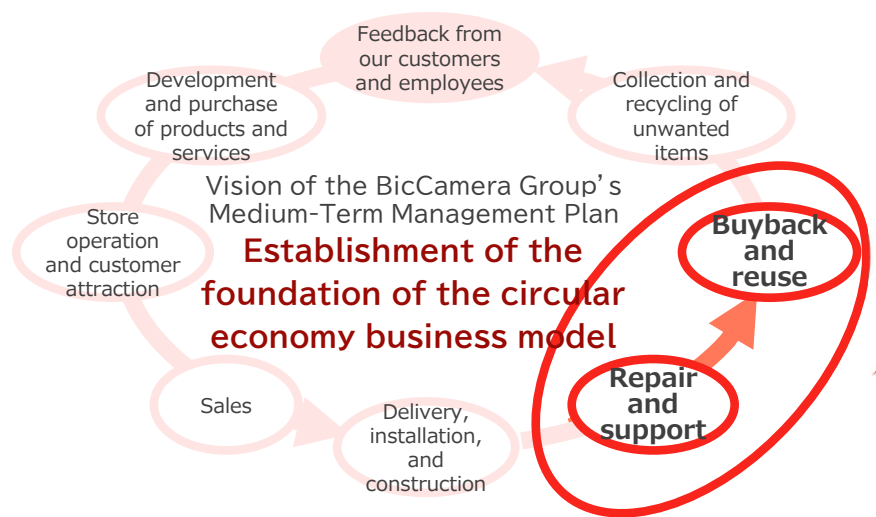 Feedback from
our customers
and employees
Development
and purchase
of products and
services
Collection and
recycling of
unwanted
items
Vision of the BicCamera Group’s
Medium-Term Management Plan
Establishment of the
foundation of the circular
economy business model
Store
operation
and customer
attraction
Buyback
and
reuse
Sales
Delivery,
installation,
and
construction
Repair
and
support